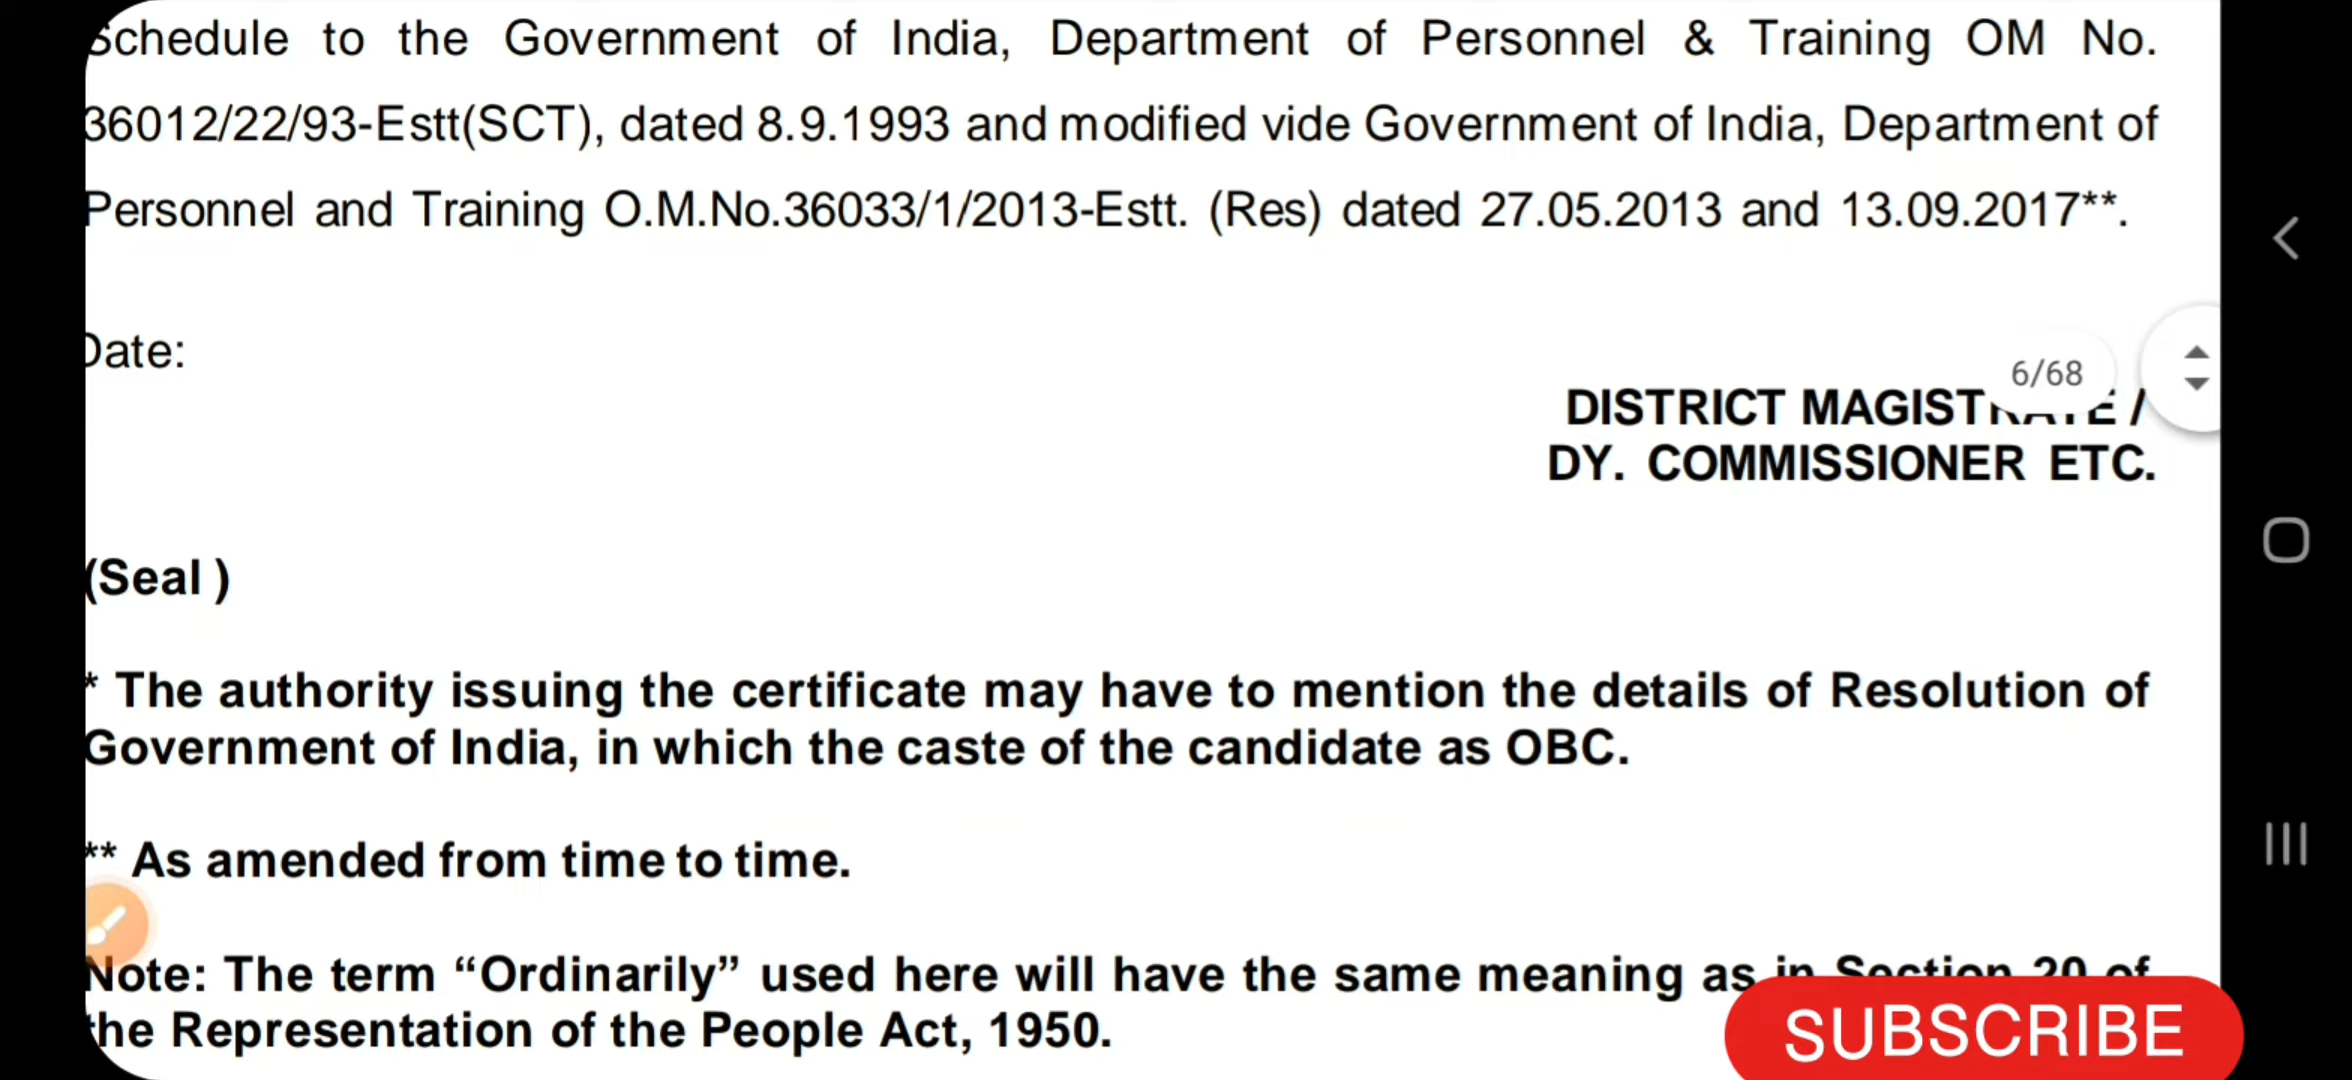 Schedule to the Government of India, Department of Personnel & Training OM No.
36012/22/93-Estt(SCT), dated 8.9.1993 and modified vide Government of India, Department of
Personnel and Training O.M.No.36033/1/2013-Estt. (Res) dated 27.05.2013 and 13.09.2017**.
Date:
6/68
DISTRICT MAGISTRATE /
DY. COMMISSIONER ETC.
(Seal )
* The authority issuing the certificate may have to mention the details of Resolution of
Government of India, in which the caste of the candidate as OBC.
** As amended from time to time.
Note: The term “Ordinarily” used here will have the same meaning as in Section 20 of
the Representation of the People Act, 1950.
SUBSCRIBE